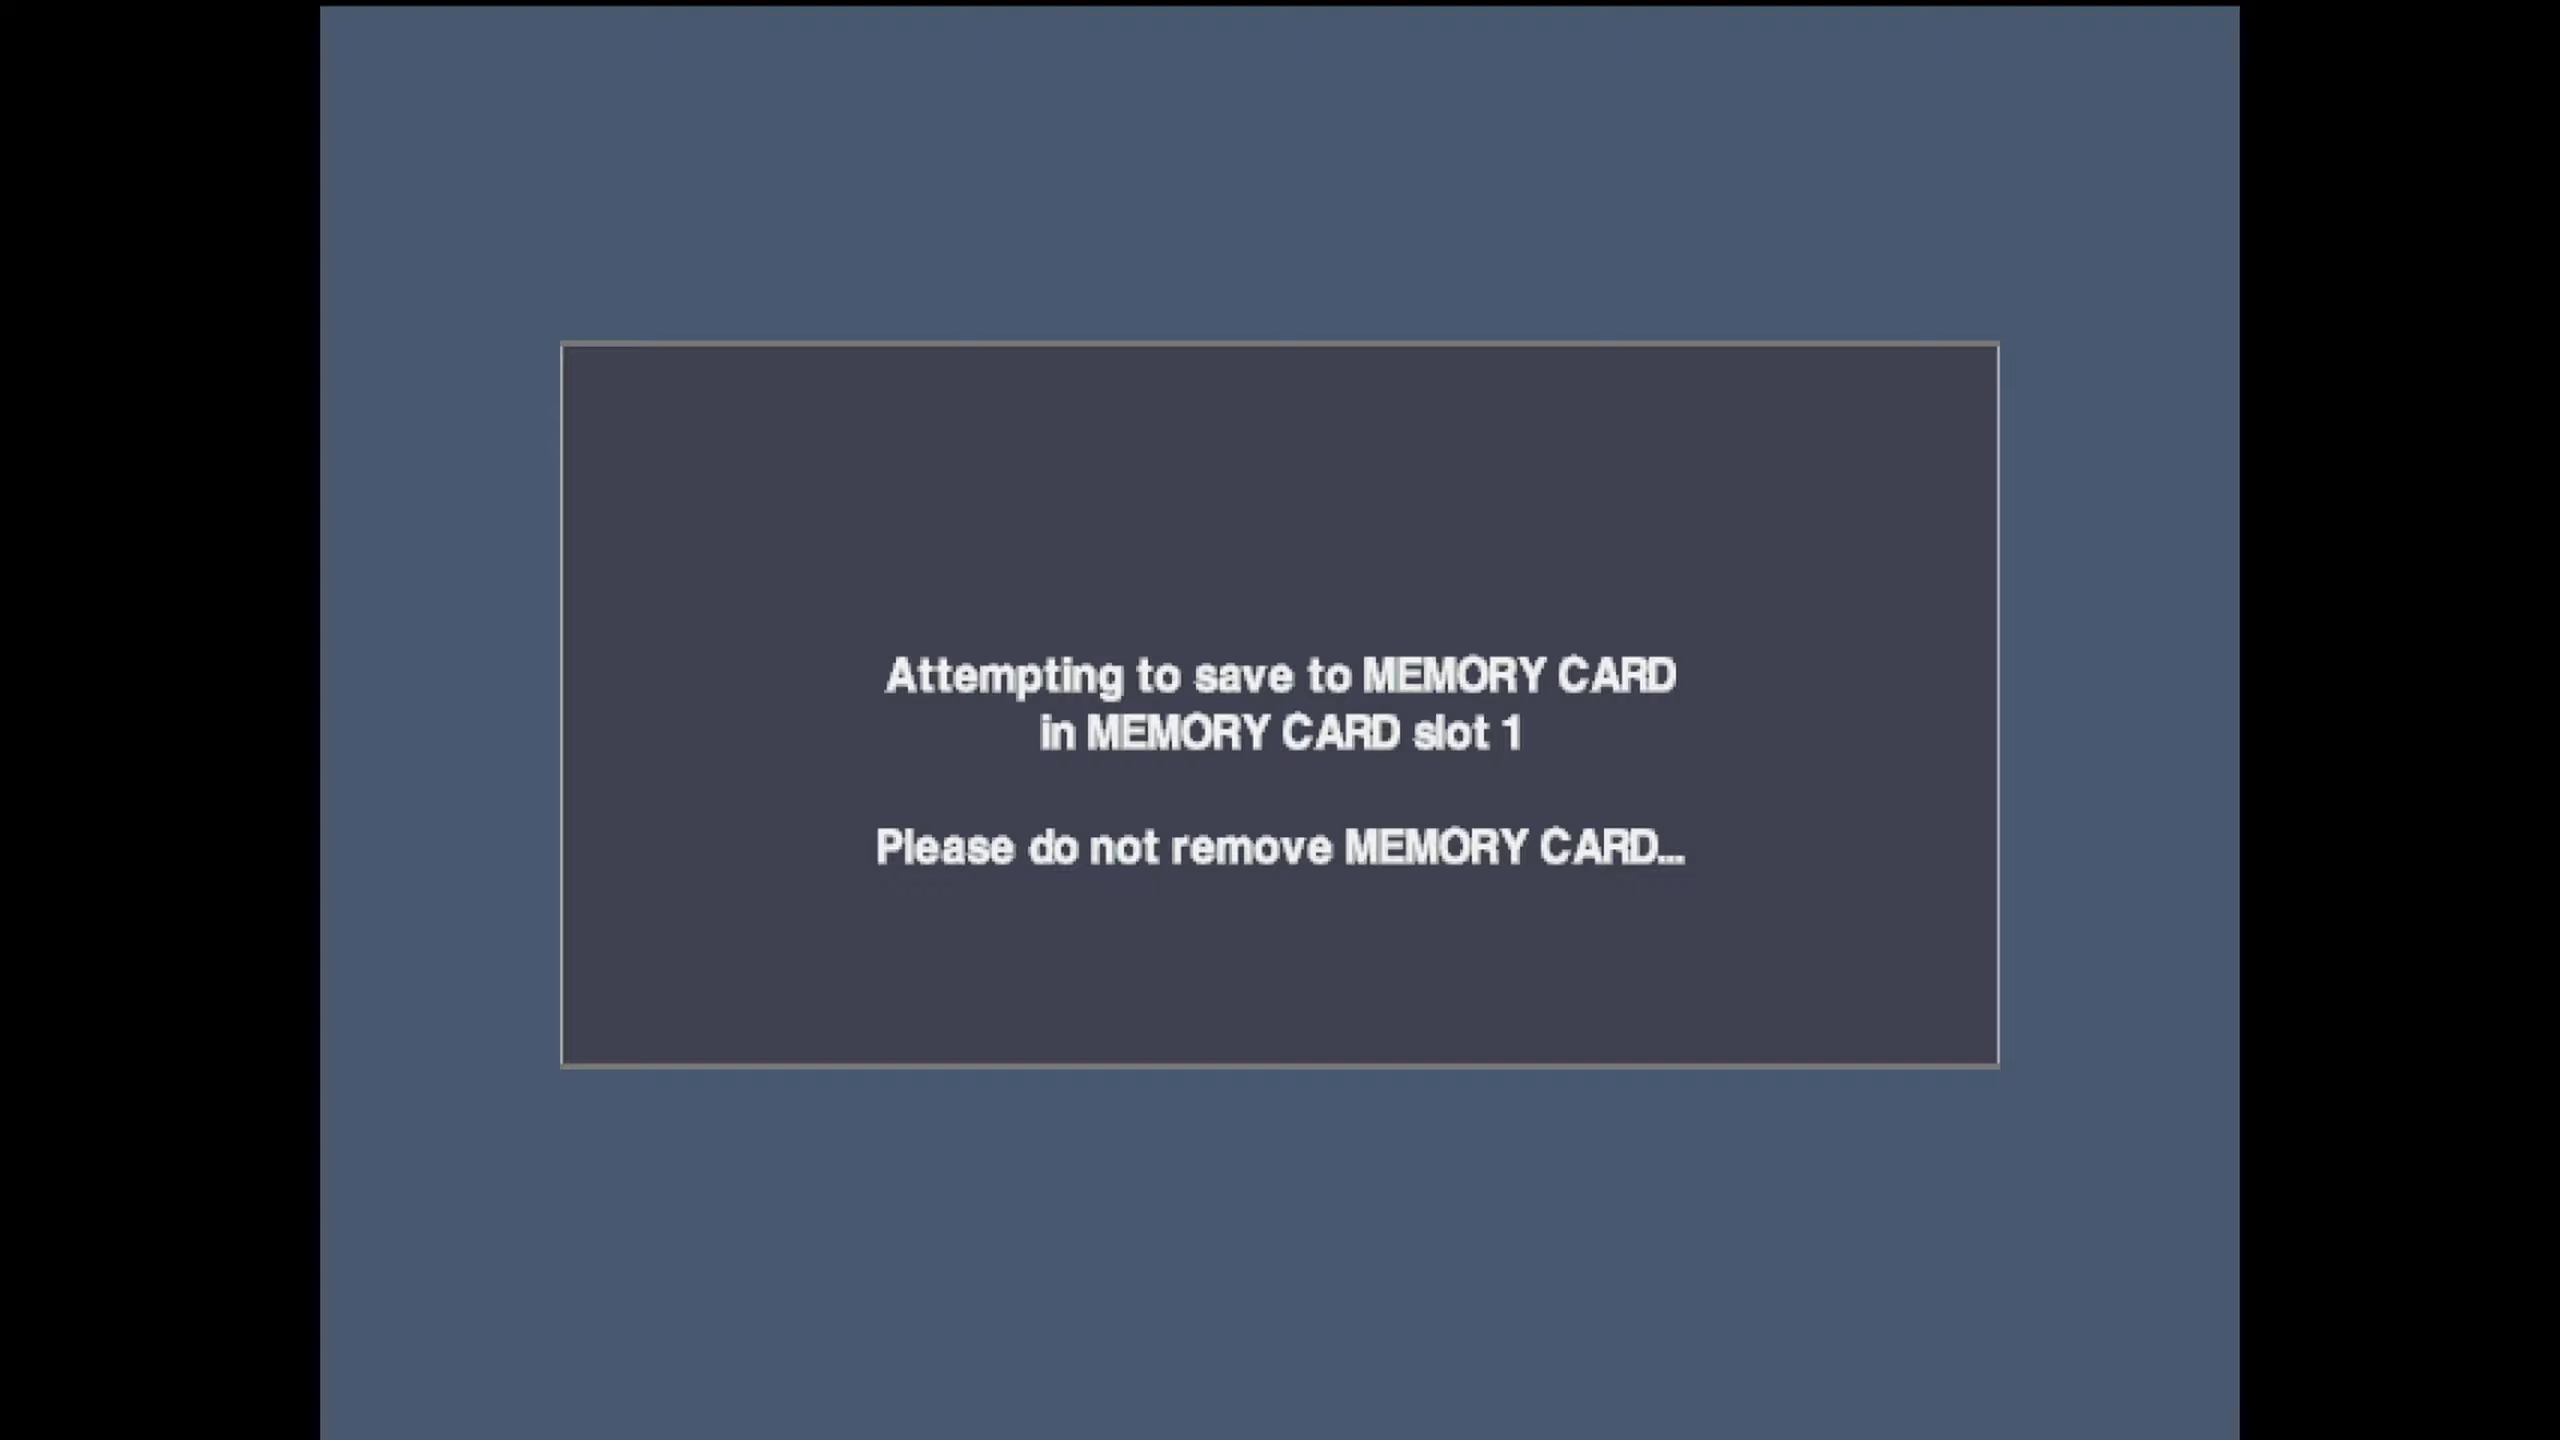 Attempting to save to MEMORY CARD
in MEMORY CARD slot 1
Please do not remove MEMORY CARD...